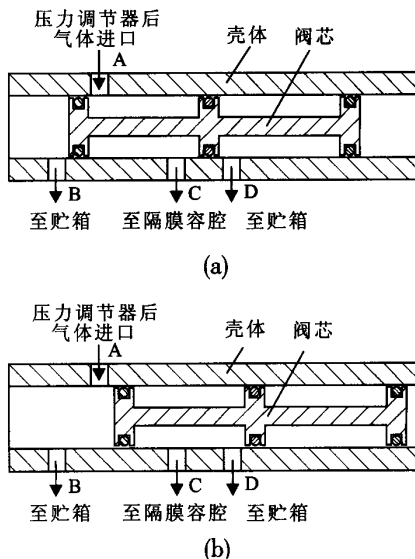 压力调节器后
气体进口
A
壳体
阀芯
B
C
D
至贮箱
至隔膜容腔
至贮箱
(a)
压力调节器后
气体进口
A
壳体
阀芯
B
C
D
至贮箱
至隔膜容腔
至贮箱
(b)